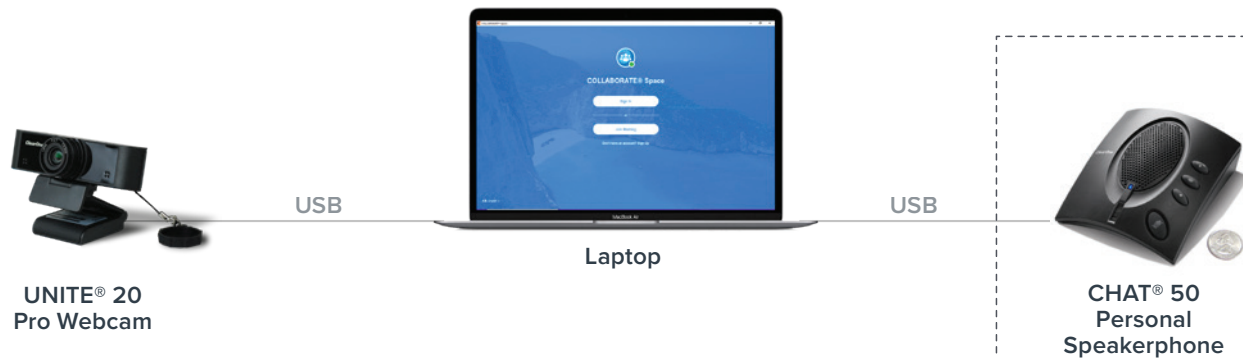 COLLABORATE® Space
Sign In
Join Meeting
MacBook Air
USB
USB
Laptop
UNITE® 20
Pro Webcam
CHAT® 50
Personal
Speakerphone